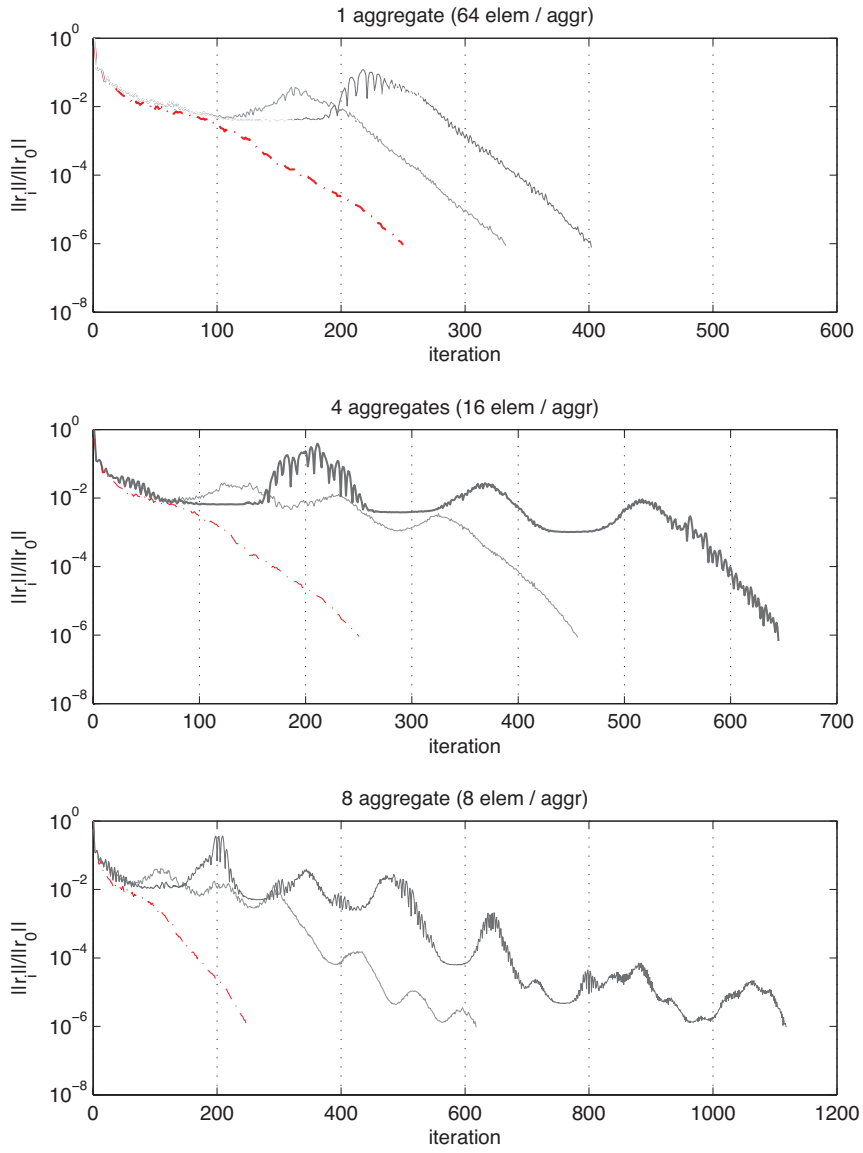 1 aggregate (64 elem / aggr)
10^0
10^−2
10^−4
10^−6
10^−8
||r_i||/||r_0||
0 100 200 300 400 500 600
iteration
4 aggregates (16 elem / aggr)
10^0
10^−2
10^−4
10^−6
10^−8
||r_i||/||r_0||
0 100 200 300 400 500 600 700
iteration
8 aggregate (8 elem / aggr)
10^0
10^−2
10^−4
10^−6
10^−8
||r_i||/||r_0||
0 200 400 600 800 1000 1200
iteration